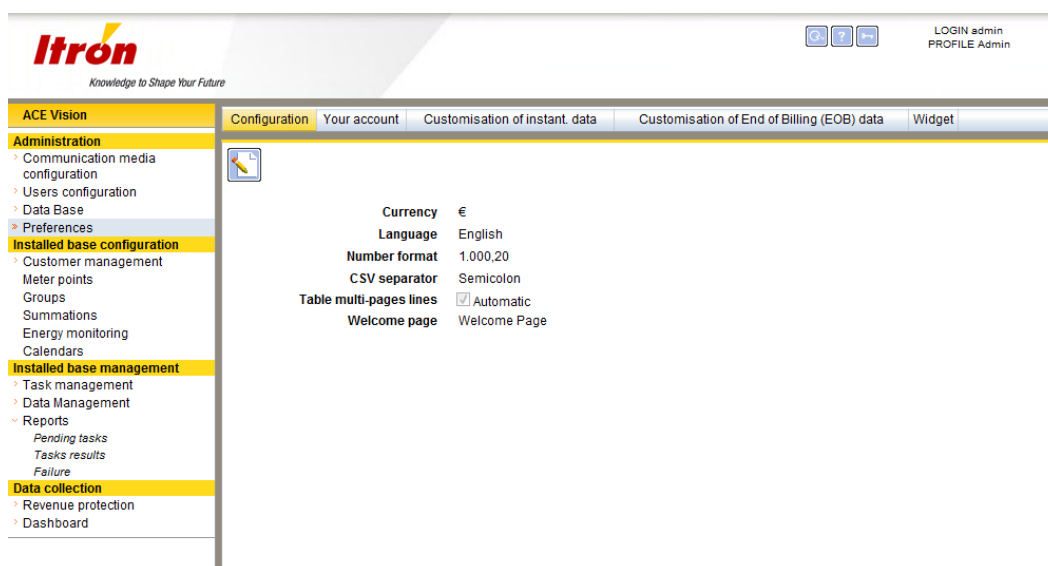 Itrón
Knowledge to Shape Your Future
?
LOGIN admin
PROFILE Admin
ACE Vision
Configuration Your account Customisation of instant. data Customisation of End of Billing (EOB) data Widget
Administration
Communication media
configuration
Users configuration
Data Base
Preferences
Installed base configuration
Customer management
Meter points
Groups
Summations
Energy monitoring
Calendars
Installed base management
Task management
Data Management
Reports
Pending tasks
Tasks results
Failure
Data collection
Revenue protection
Dashboard
Currency €
Language English
Number format 1.000,20
CSV separator Semicolon
Table multi-pages lines Automatic
Welcome page Welcome Page